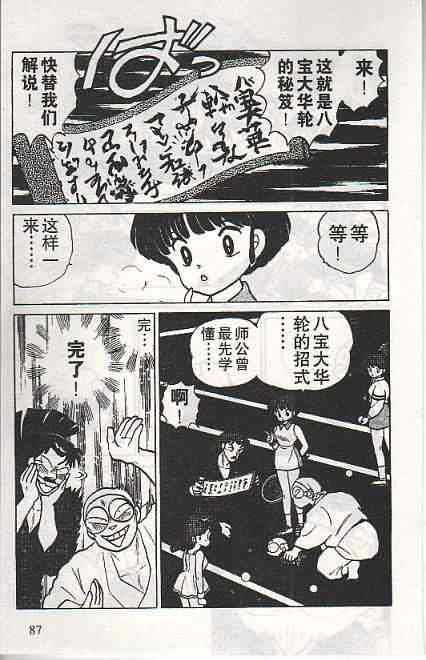 ばっ
来！
这就是八
宝大华轮
的秘笈！
快替我们
解说！
等等！
这样一
来……
八宝大华
轮的招式
……
师公曾
最先学
懂……
啊！
完…
完了！
87